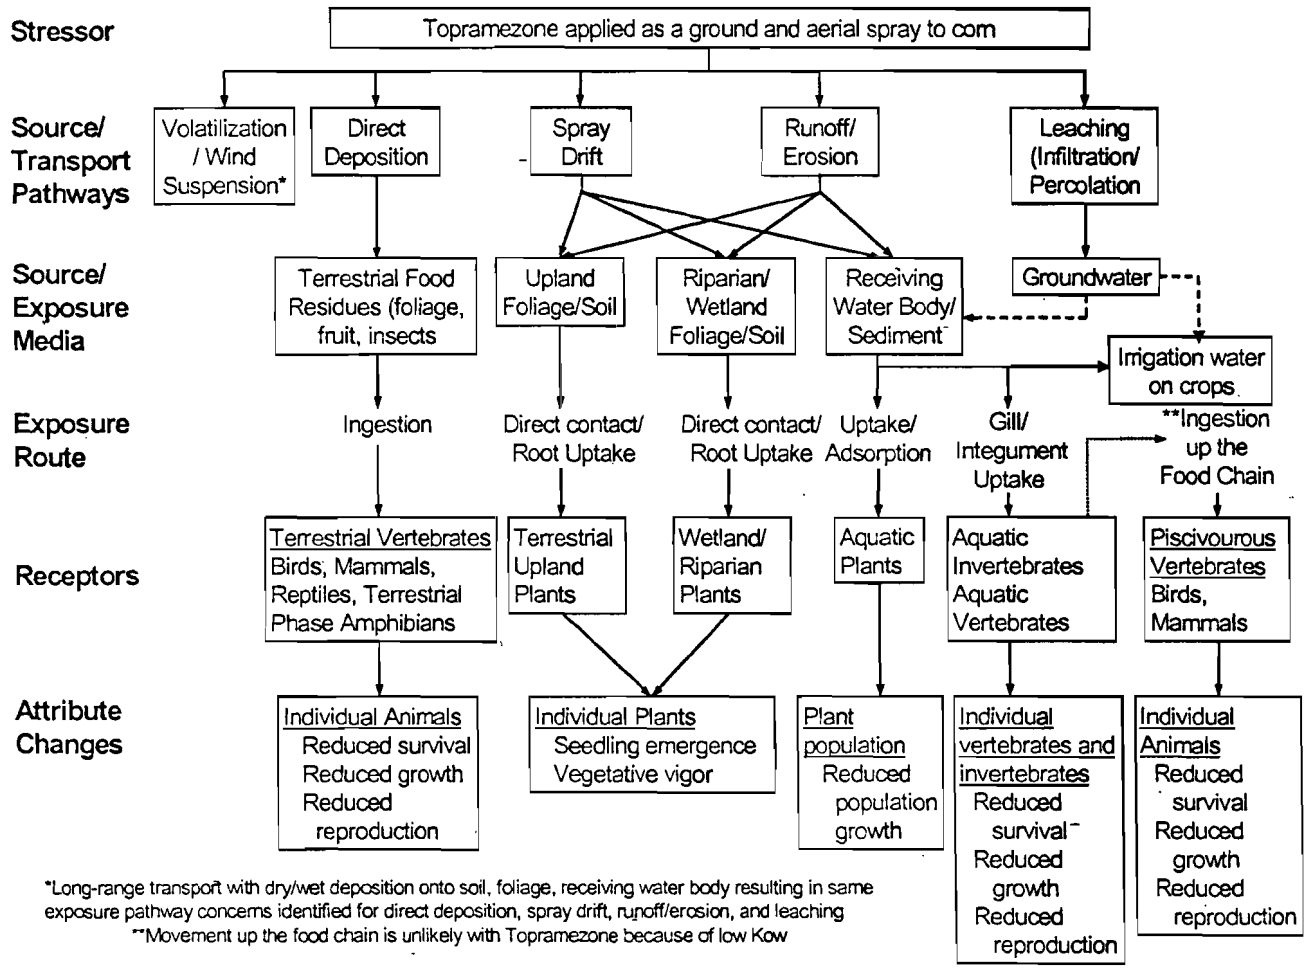 Stressor
Topramezone applied as a ground and aerial spray to corn
Source/
Transport
Pathways
Volatilization
/ Wind
Suspension*
Direct
Deposition
Spray
Drift
Runoff/
Erosion
Leaching
(Infiltration/
Percolation
Source/
Exposure
Media
Terrestrial Food
Residues (foliage,
fruit, insects
Upland
Foliage/Soil
Riparian/
Wetland
Foliage/Soil
Receiving
Water Body/
Sediment
Groundwater
Irrigation water
on crops
Exposure
Route
Ingestion
Direct contact/
Root Uptake
Direct contact/
Root Uptake
Uptake/
Adsorption
Gill/
Integument
Uptake
**Ingestion
up the
Food Chain
Receptors
Terrestrial Vertebrates
Birds, Mammals,
Reptiles, Terrestrial
Phase Amphibians
Terrestrial
Upland
Plants
Wetland/
Riparian
Plants
Aquatic
Plants
Aquatic
Invertebrates
Aquatic
Vertebrates
Piscivourous
Vertebrates
Birds,
Mammals
Attribute
Changes
Individual Animals
Reduced survival
Reduced growth
Reduced
reproduction
Individual Plants
Seedling emergence
Vegetative vigor
Plant
population
Reduced
population
growth
Individual
vertebrates and
invertebrates
Reduced
survival
Reduced
growth
Reduced
reproduction
Individual
Animals
Reduced
survival
Reduced
growth
Reduced
reproduction
*Long-range transport with dry/wet deposition onto soil, foliage, receiving water body resulting in same
exposure pathway concerns identified for direct deposition, spray drift, runoff/erosion, and leaching
**Movement up the food chain is unlikely with Topramezone because of low Kow